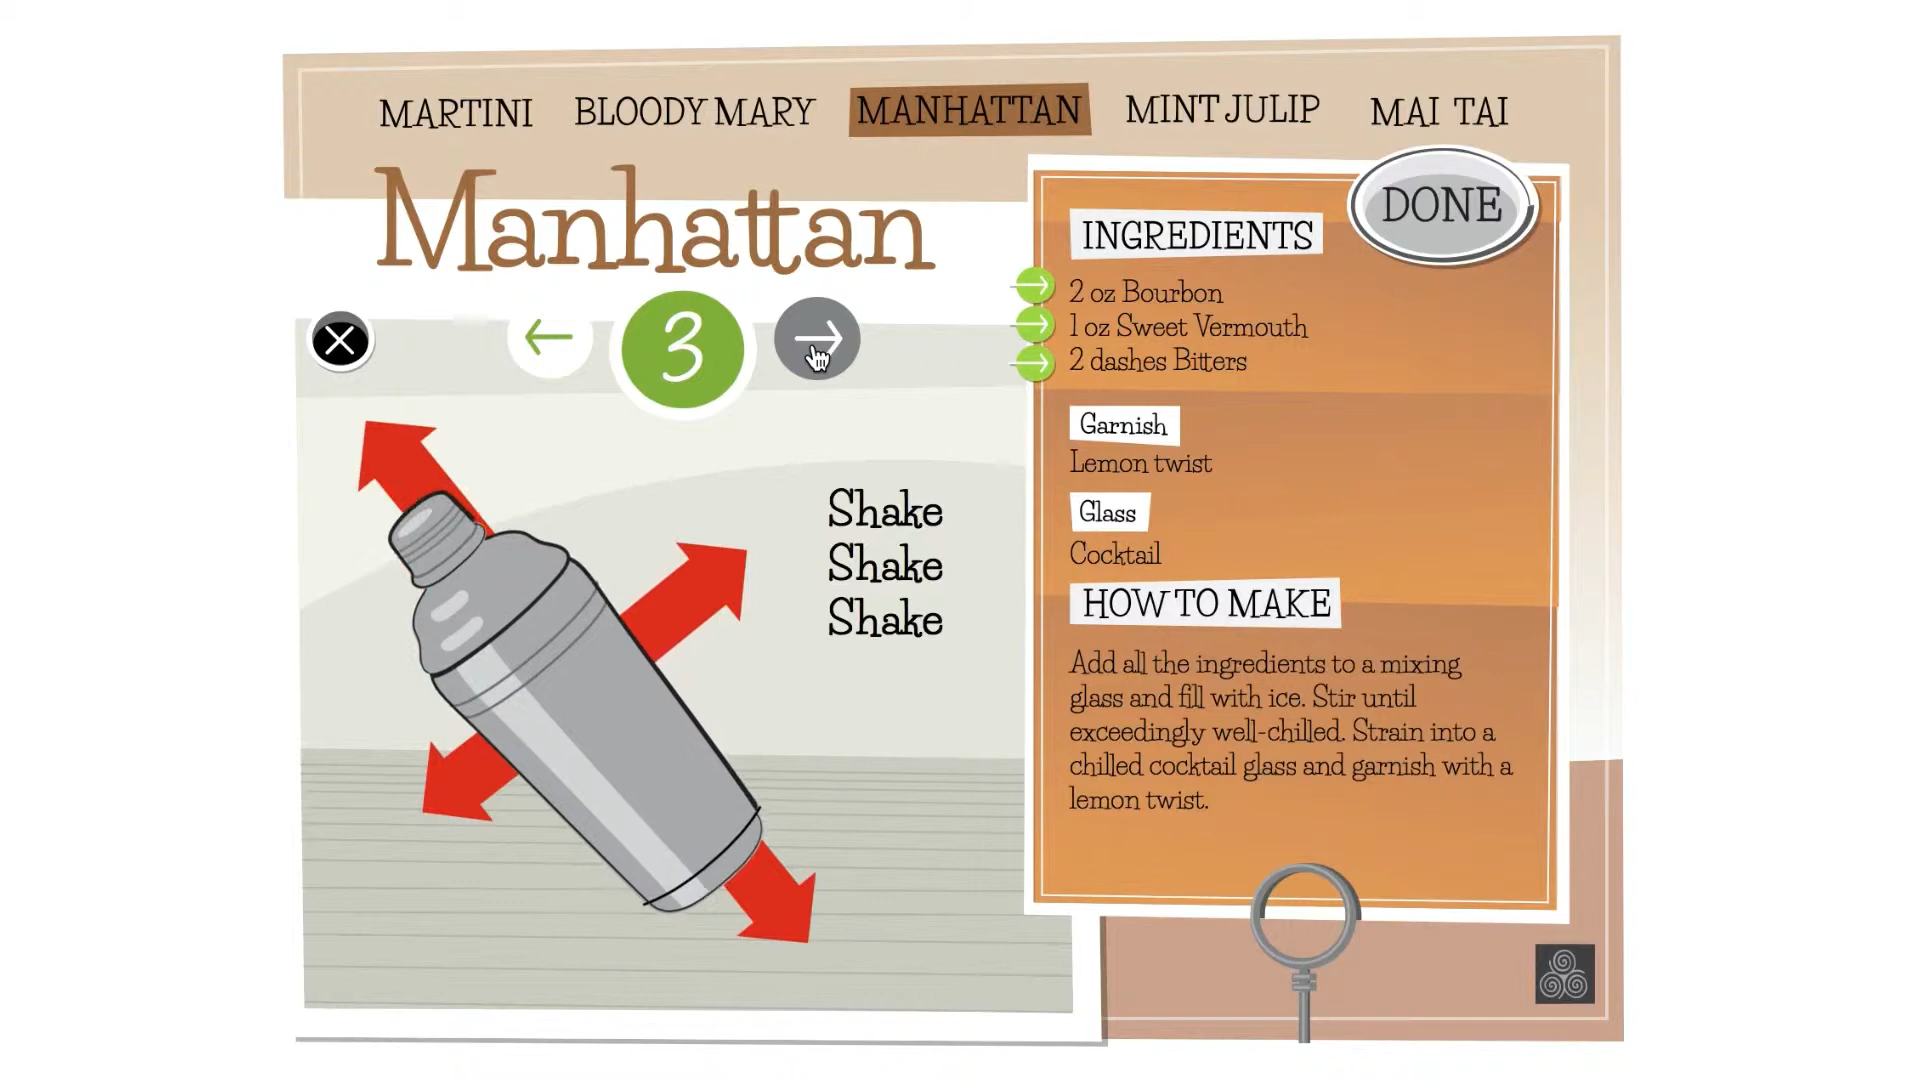 MARTINI BLOODY MARY MANHATTAN MINT JULIP MAI TAI
Manhattan
DONE
3
Shake
Shake
Shake
INGREDIENTS
2 oz Bourbon
1 oz Sweet Vermouth
2 dashes Bitters
Garnish
Lemon twist
Glass
Cocktail
HOW TO MAKE
Add all the ingredients to a mixing
glass and fill with ice. Stir until
exceedingly well-chilled. Strain into a
chilled cocktail glass and garnish with a
lemon twist.